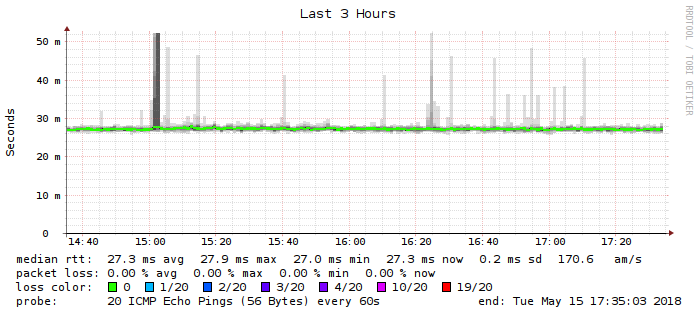 Last 3 Hours
RRDTOOL / TOBI OETIKER
Seconds
50 m
40 m
30 m
20 m
10 m
0
14:40 15:00 15:20 15:40 16:00 16:20 16:40 17:00 17:20
median rtt: 27.3 ms avg 27.9 ms max 27.0 ms min 27.3 ms now 0.2 ms sd 170.6 am/s
packet loss: 0.00 % avg 0.00 % max 0.00 % min 0.00 % now
loss color: 0 1/20 2/20 3/20 4/20 10/20 19/20
probe: 20 ICMP Echo Pings (56 Bytes) every 60s end: Tue May 15 17:35:03 2018